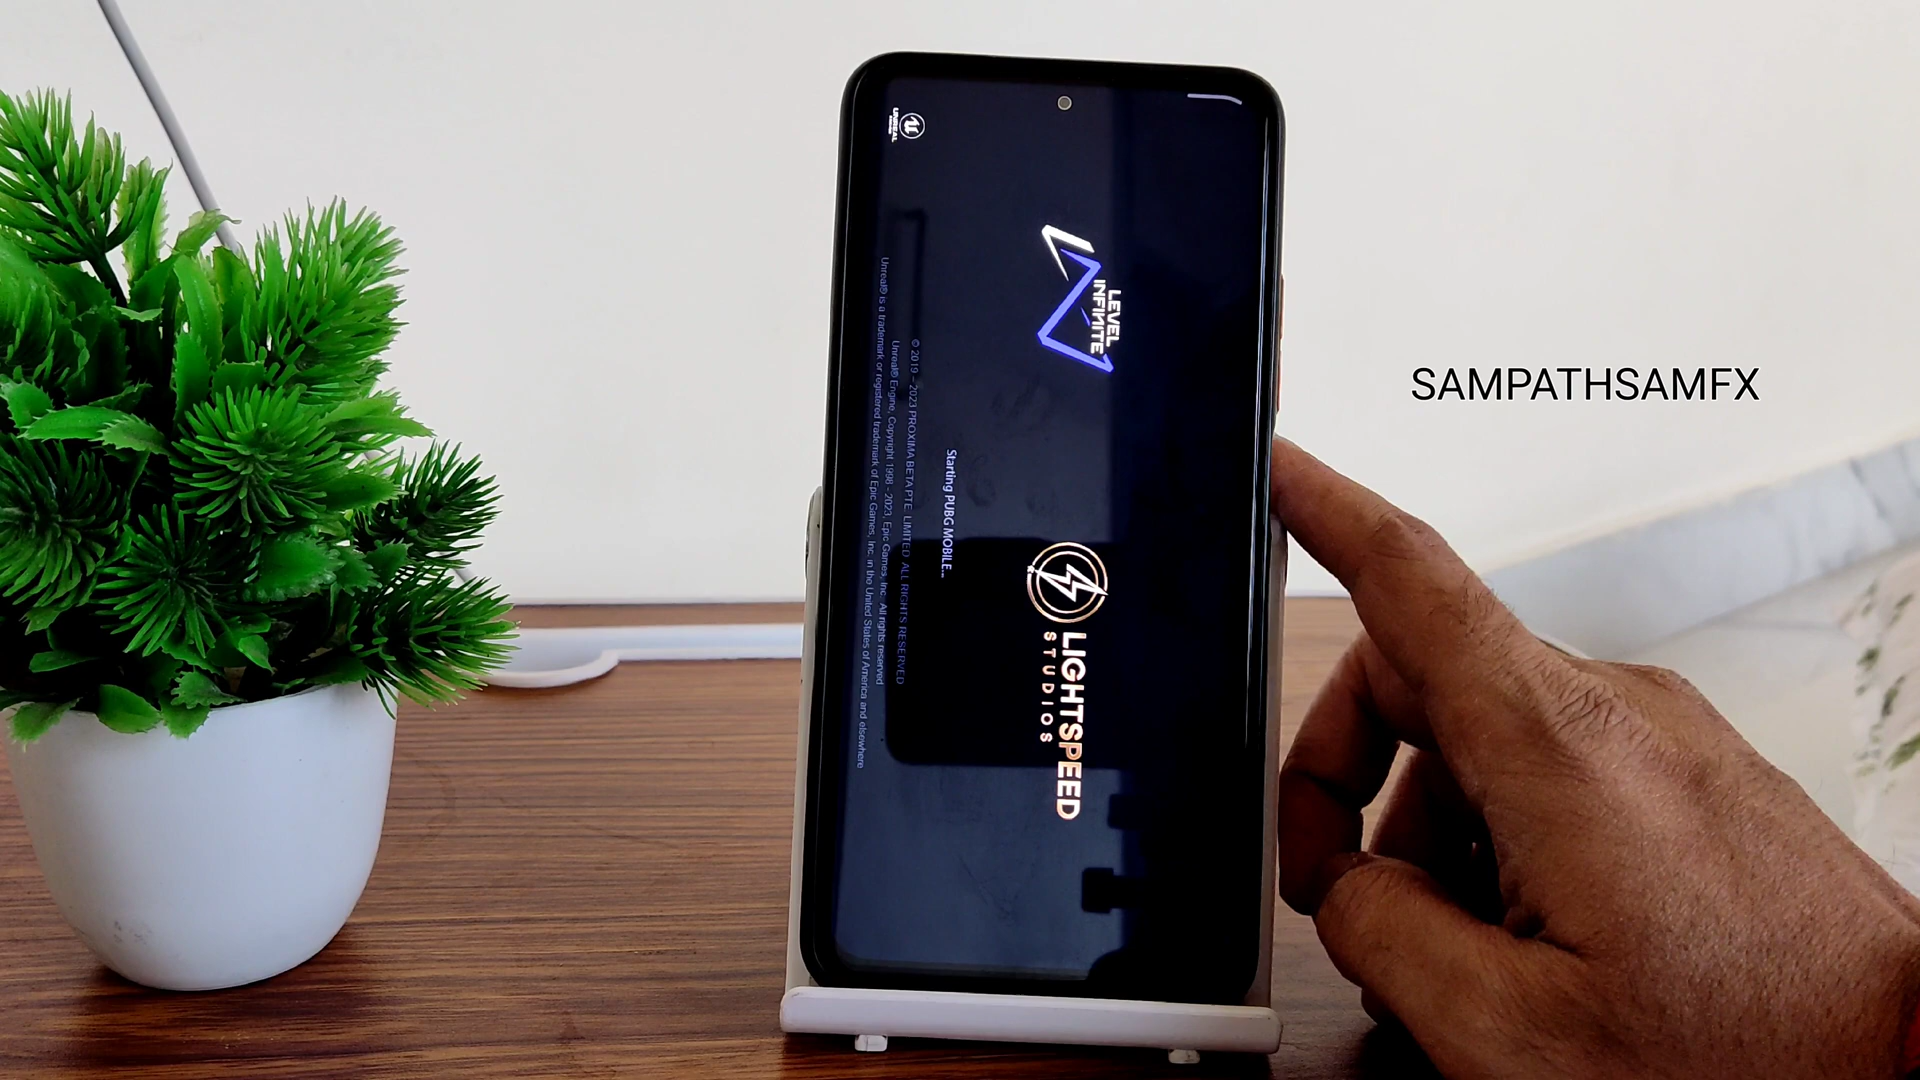 LEVEL
INFINITE
LIGHTSPEED
STUDIOS
Starting PUBG MOBILE...
© 2019 - 2023 PROXIMA BETA PTE. LIMITED. ALL RIGHTS RESERVED
Unreal® Engine, Copyright 1998 - 2023, Epic Games, Inc. All rights reserved
Unreal® is a trademark or registered trademark of Epic Games, Inc. in the United States of America and elsewhere
UNREAL
SAMPATHSAMFX